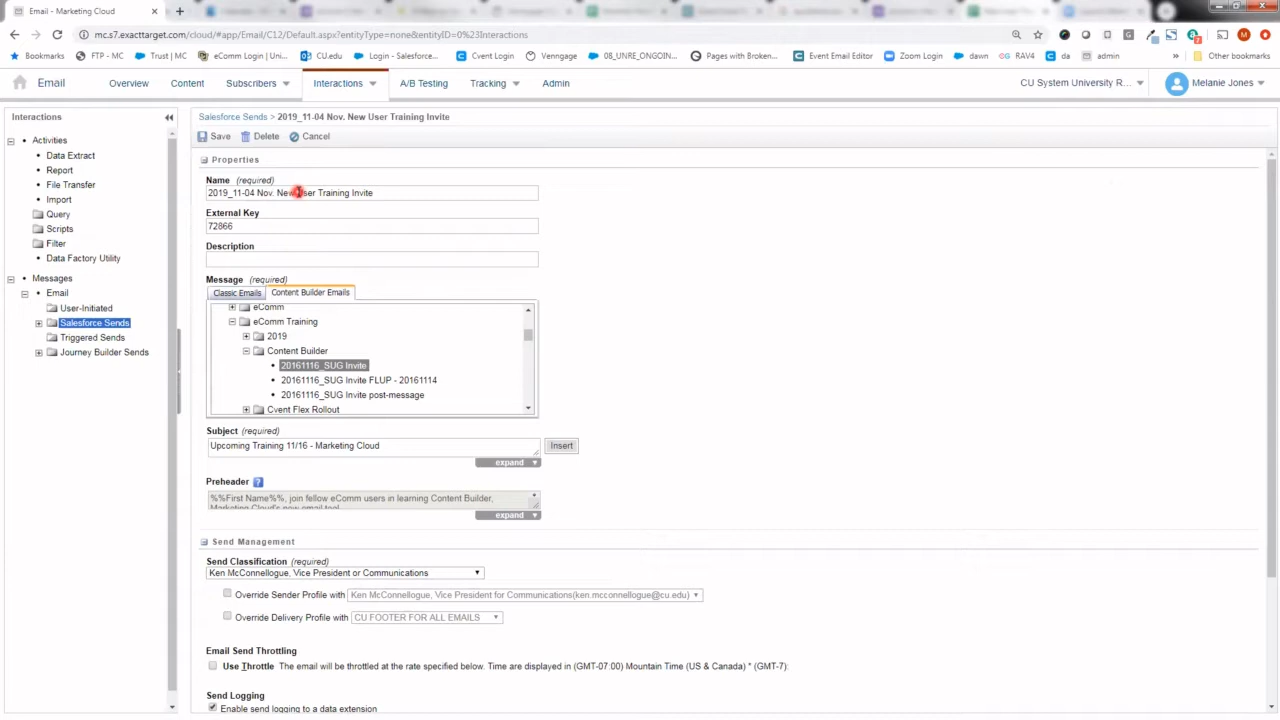 Email - Marketing Cloud
mc.s7.exacttarget.com/cloud/#app/Email/C12/Default.aspx?entityType=none&entityID=0%23Interactions
Bookmarks FTP - MC Trust | MC eComm Login | Uni... CU.edu Login - Salesforce... Cvent Login Venngage 08_UNRE_ONGOIN... Pages with Broken... Event Email Editor Zoom Login dawn RAV4 da admin » Other bookmarks
Email Overview Content Subscribers Interactions A/B Testing Tracking Admin CU System University R... Melanie Jones
Interactions
Salesforce Sends > 2019_11-04 Nov. New User Training Invite
Save Delete Cancel
Activities
Data Extract
Report
File Transfer
Import
Query
Scripts
Filter
Data Factory Utility
Messages
Email
User-Initiated
Salesforce Sends
Triggered Sends
Journey Builder Sends
Properties
Name (required)
2019_11-04 Nov. New User Training Invite
External Key
72866
Description
Message (required)
Classic Emails Content Builder Emails
eComm
eComm Training
2019
Content Builder
20161116_SUG Invite
20161116_SUG Invite FLUP - 20161114
20161116_SUG Invite post-message
Cvent Flex Rollout
Subject (required)
Upcoming Training 11/16 - Marketing Cloud
Insert
expand
Preheader ?
%%First Name%%, join fellow eComm users in learning Content Builder,
Marketing Cloud's new email tool
expand
Send Management
Send Classification (required)
Ken McConnellogue, Vice President or Communications
Override Sender Profile with Ken McConnellogue, Vice President for Communications(ken.mcconnellogue@cu.edu)
Override Delivery Profile with CU FOOTER FOR ALL EMAILS
Email Send Throttling
Use Throttle The email will be throttled at the rate specified below. Time are displayed in (GMT-07:00) Mountain Time (US & Canada) * (GMT-7):
Send Logging
Enable send logging to a data extension